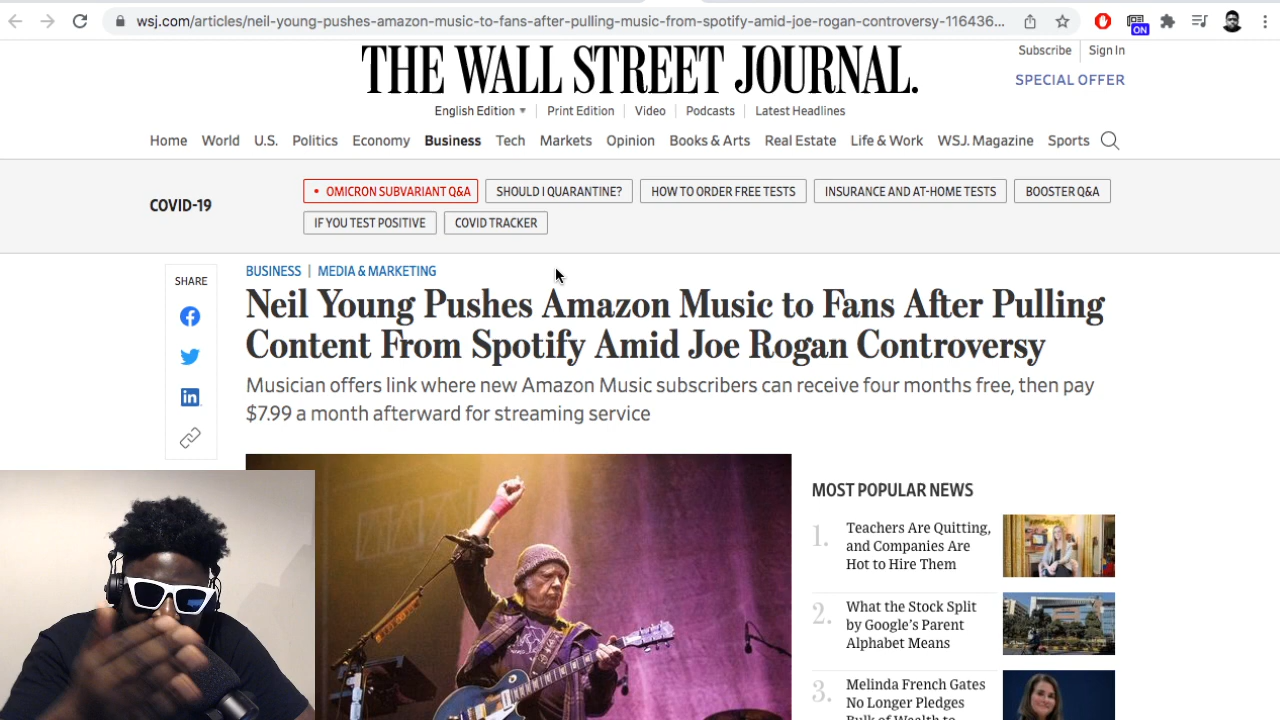 wsj.com/articles/neil-young-pushes-amazon-music-to-fans-after-pulling-music-from-spotify-amid-joe-rogan-controversy-116436...
ON
THE WALL STREET JOURNAL.
Subscribe Sign In
SPECIAL OFFER
English Edition Print Edition Video Podcasts Latest Headlines
Home World U.S. Politics Economy Business Tech Markets Opinion Books & Arts Real Estate Life & Work WSJ. Magazine Sports
COVID-19
• OMICRON SUBVARIANT Q&A SHOULD I QUARANTINE? HOW TO ORDER FREE TESTS INSURANCE AND AT-HOME TESTS BOOSTER Q&A
IF YOU TEST POSITIVE COVID TRACKER
SHARE
BUSINESS | MEDIA & MARKETING
Neil Young Pushes Amazon Music to Fans After Pulling
Content From Spotify Amid Joe Rogan Controversy
Musician offers link where new Amazon Music subscribers can receive four months free, then pay
$7.99 a month afterward for streaming service
MOST POPULAR NEWS
1. Teachers Are Quitting,
and Companies Are
Hot to Hire Them
2. What the Stock Split
by Google's Parent
Alphabet Means
3. Melinda French Gates
No Longer Pledges
Bulk of Wealth to